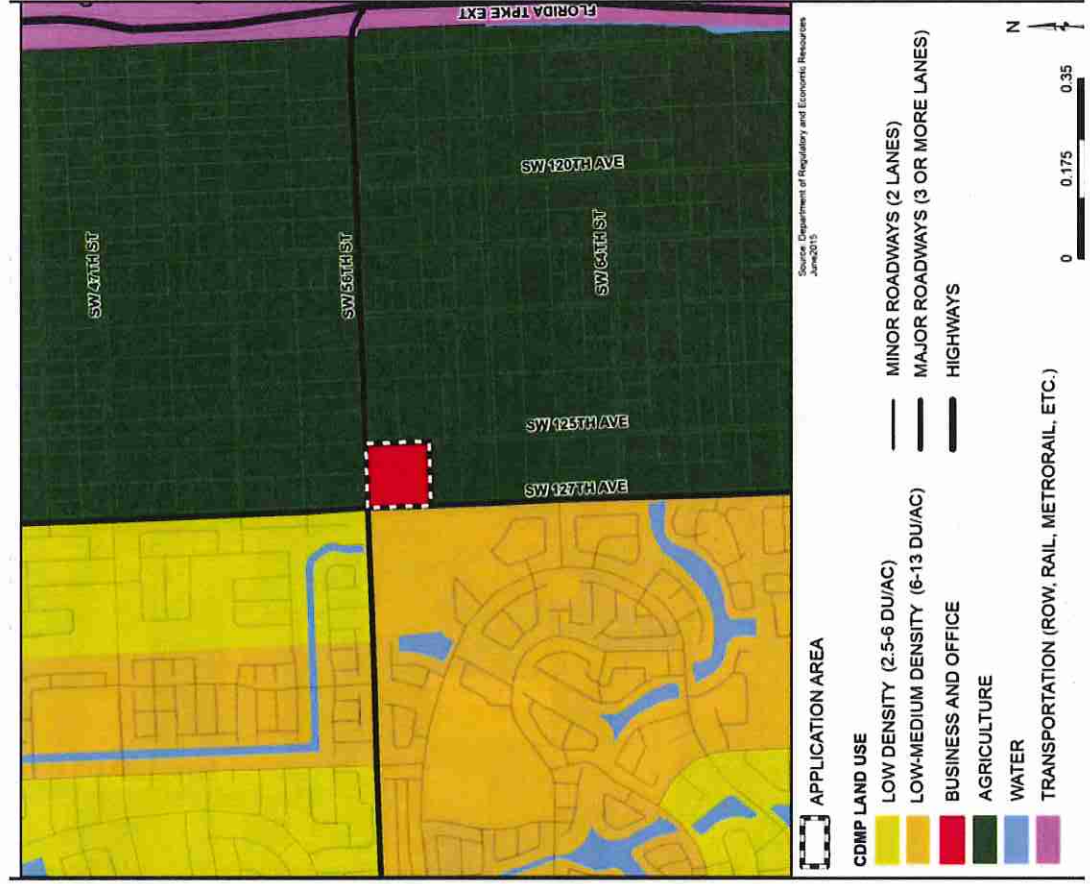 FLORIDA TPKE EXT
SW 47TH ST
SW 56TH ST
SW 120TH AVE
SW 64TH ST
SW 125TH AVE
SW 127TH AVE
Source: Department of Regulatory and Economic Resources
June2015
N
APPLICATION AREA
CDMP LAND USE
LOW DENSITY (2.5-6 DU/AC)
LOW-MEDIUM DENSITY (6-13 DU/AC)
BUSINESS AND OFFICE
AGRICULTURE
WATER
TRANSPORTATION (ROW, RAIL, METRORAIL, ETC.)
MINOR ROADWAYS (2 LANES)
MAJOR ROADWAYS (3 OR MORE LANES)
HIGHWAYS
0 0.175 0.35